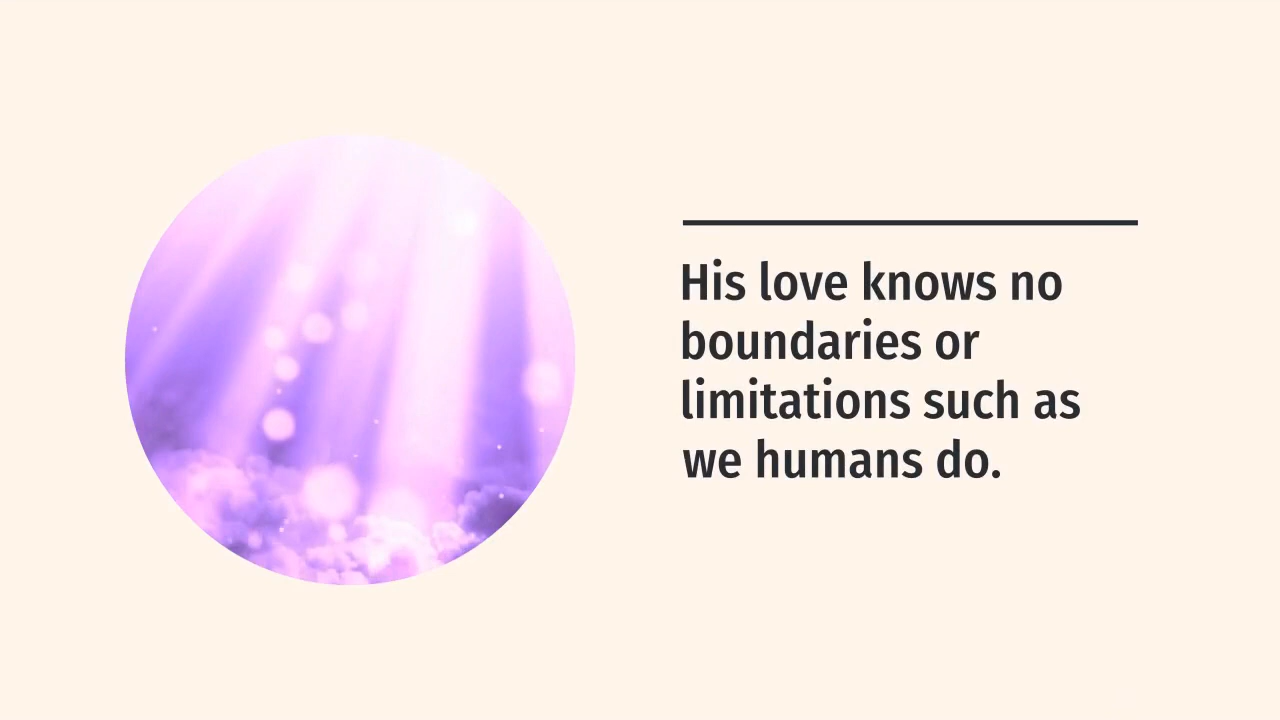 His love knows no
boundaries or
limitations such as
we humans do.